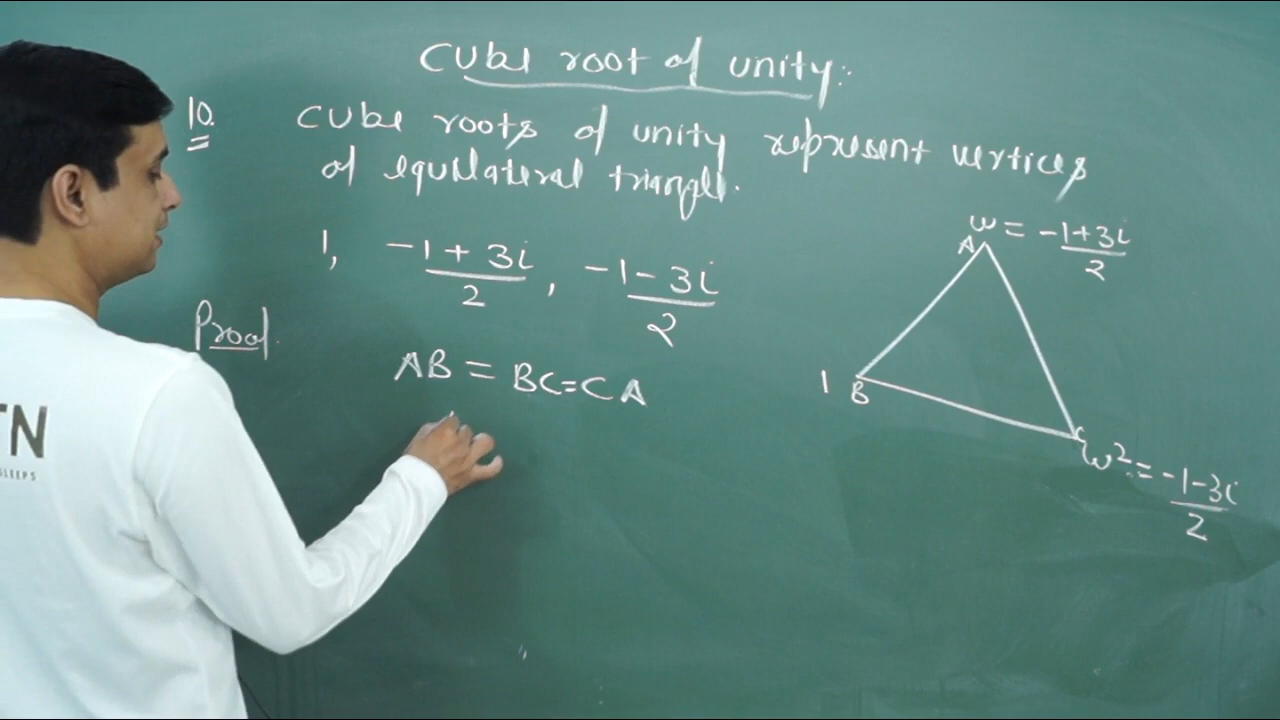 Cube root of unity:
10.
Cube roots of unity represent vertices
of equilateral triangle.
1, -1+3i/2, -1-3i/2
A ω = -1+3i/2
Proof.
AB = BC=CA
1 B
C ω² = -1-3i/2
TN
SLEEPS